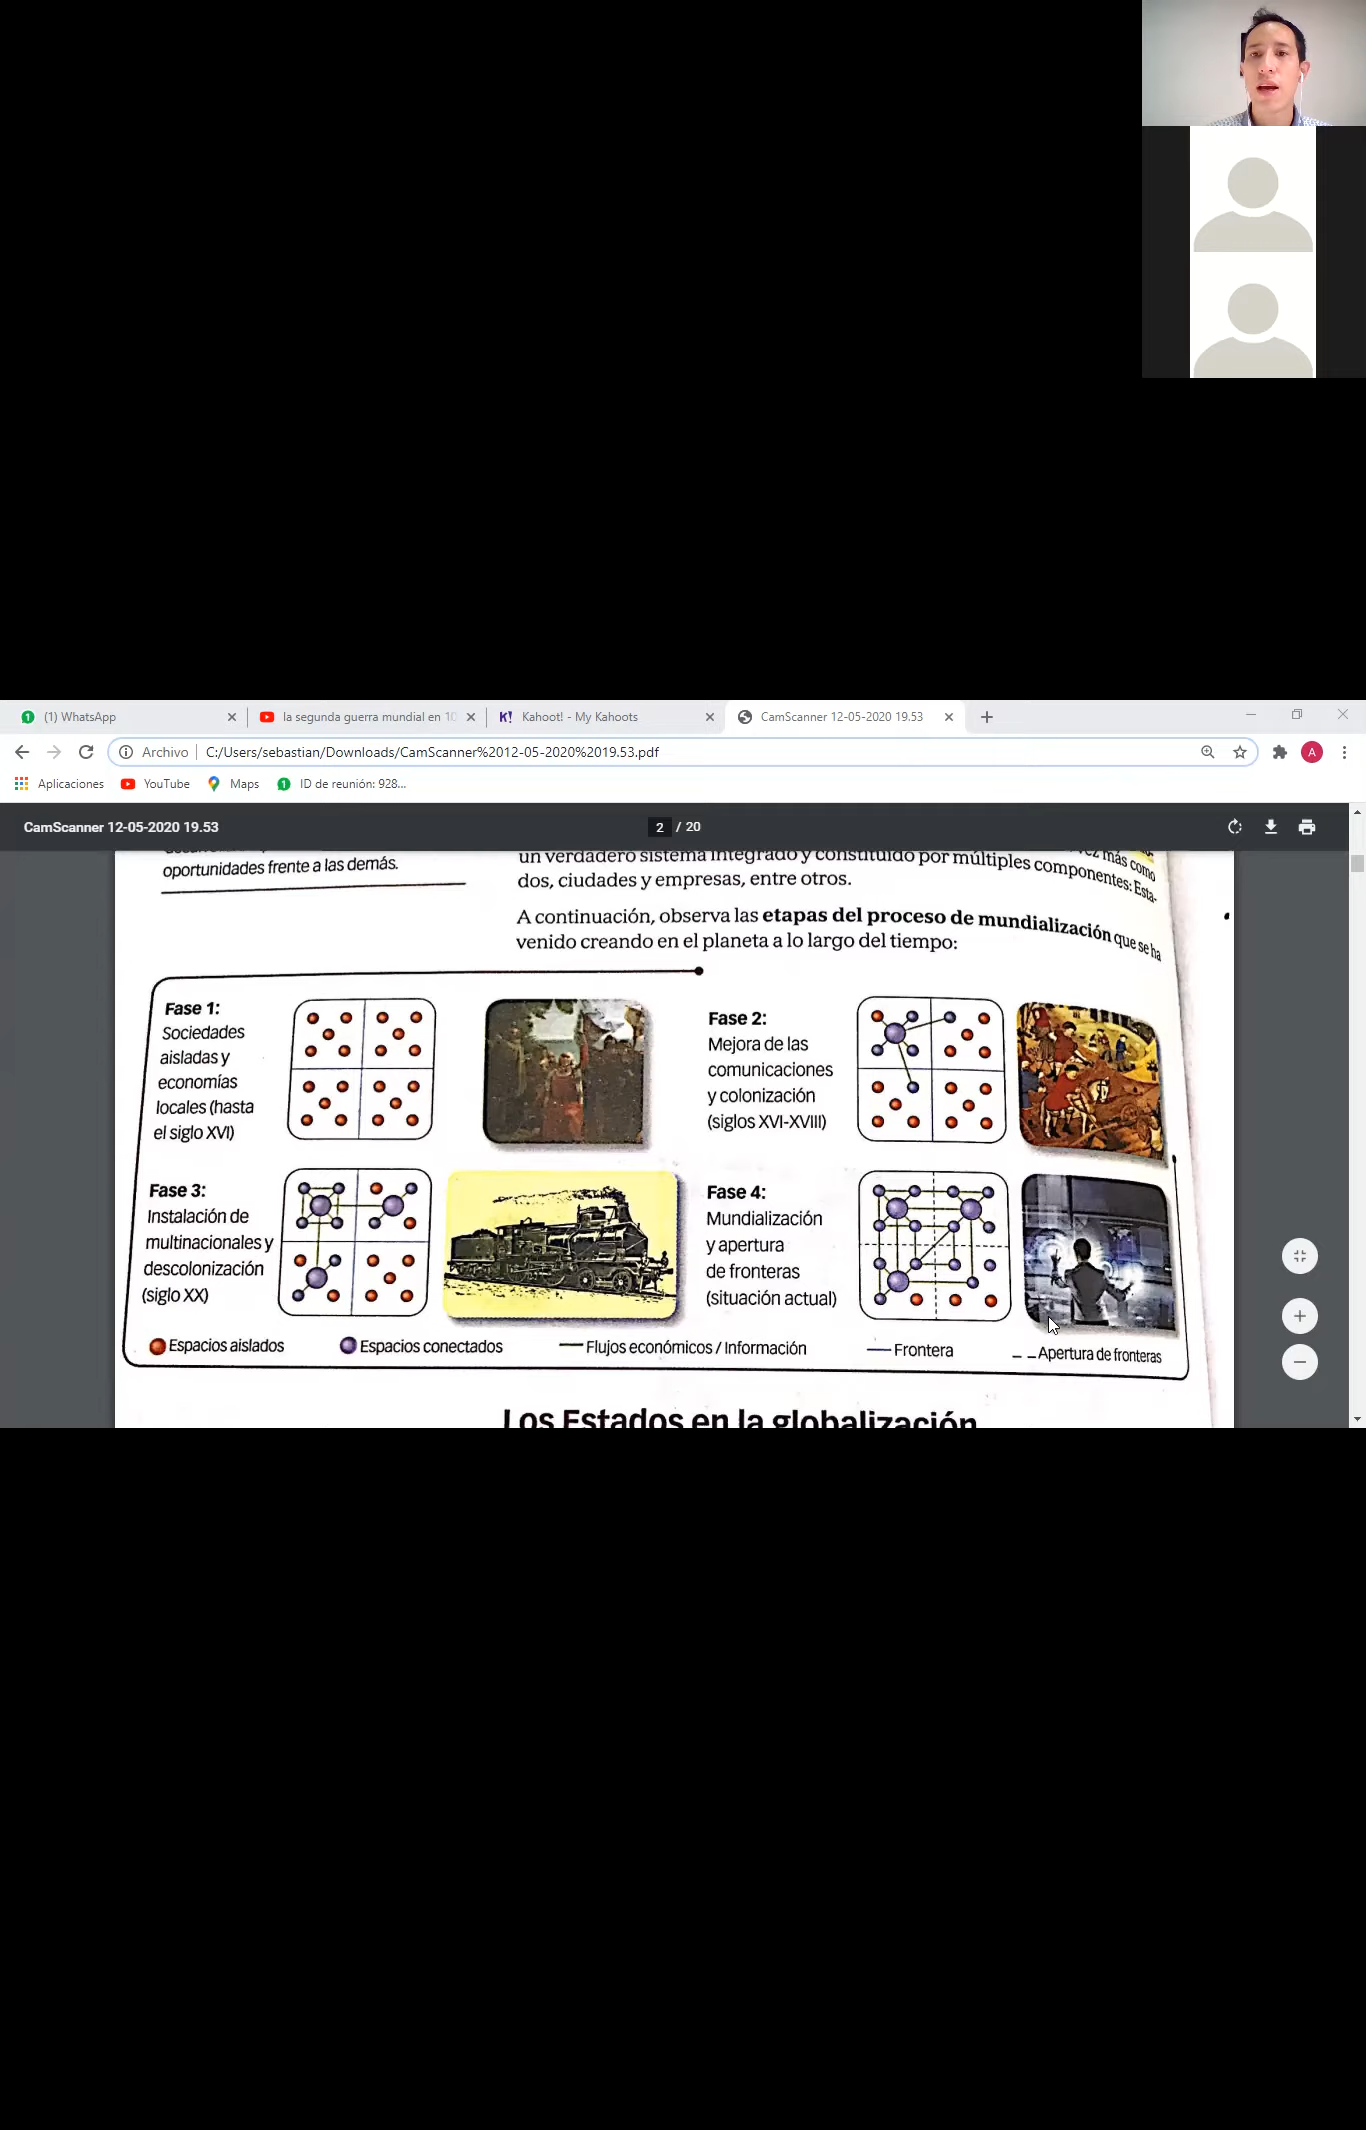 (1) WhatsApp
la segunda guerra mundial en 10
Kahoot! - My Kahoots
CamScanner 12-05-2020 19.53
Archivo
C:/Users/sebastian/Downloads/CamScanner%2012-05-2020%2019.53.pdf
A
Aplicaciones
YouTube
Maps
ID de reunión: 928...
CamScanner 12-05-2020 19.53
2 / 20
oportunidades frente a las demás.
vez más como
un verdadero sistema integrado y constituido por múltiples componentes: Esta-
dos, ciudades y empresas, entre otros.
A continuación, observa las etapas del proceso de mundialización que se ha
venido creando en el planeta a lo largo del tiempo:
Fase 1:
Sociedades
aisladas y
economías
locales (hasta
el siglo XVI)
Fase 2:
Mejora de las
comunicaciones
y colonización
(siglos XVI-XVIII)
Fase 3:
Instalación de
multinacionales y
descolonización
(siglo XX)
Fase 4:
Mundialización
y apertura
de fronteras
(situación actual)
Espacios aislados
Espacios conectados
Flujos económicos / Información
Frontera
Apertura de fronteras
Los Estados en la globalización